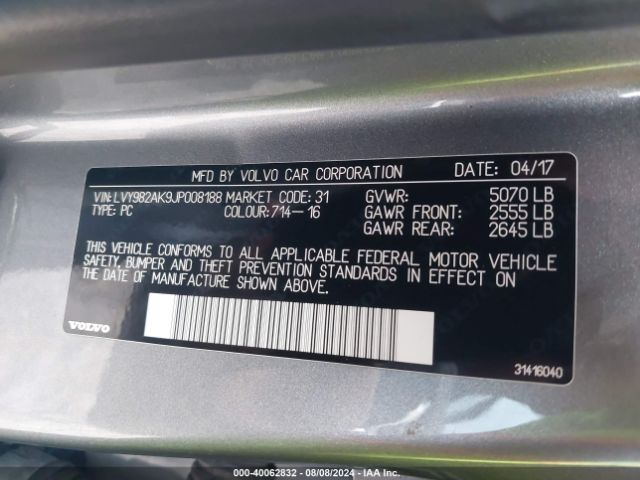 MFD BY VOLVO CAR CORPORATION DATE: 04/17
VIN: LVY982AK9JP008188 MARKET CODE: 31 GVWR: 5070 LB
TYPE: PC COLOUR: 714-16 GAWR FRONT: 2555 LB
GAWR REAR: 2645 LB
THIS VEHICLE CONFORMS TO ALL APPLICABLE FEDERAL MOTOR VEHICLE
SAFETY, BUMPER AND THEFT PREVENTION STANDARDS IN EFFECT ON
THE DATE OF MANUFACTURE SHOWN ABOVE.
VOLVO
31416040
000-40062832 - 08/08/2024 - IAA Inc.